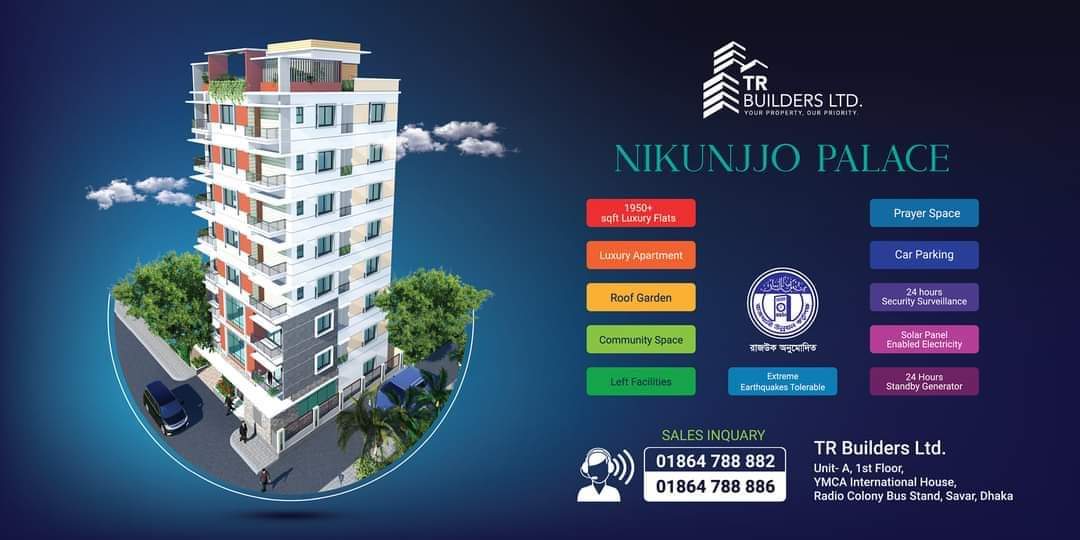 TR
BUILDERS LTD.
YOUR PROPERTY, OUR PRIORITY.
NIKUNJJO PALACE
1950+
sqft Luxury Flats
Luxury Apartment
Roof Garden
Community Space
Left Facilities
রাজউক অনুমোদিত
Extreme
Earthquakes Tolerable
Prayer Space
Car Parking
24 hours
Security Surveillance
Solar Panel
Enabled Electricity
24 Hours
Standby Generator
SALES INQUARY
01864 788 882
01864 788 886
TR Builders Ltd.
Unit- A, 1st Floor,
YMCA International House,
Radio Colony Bus Stand, Savar, Dhaka